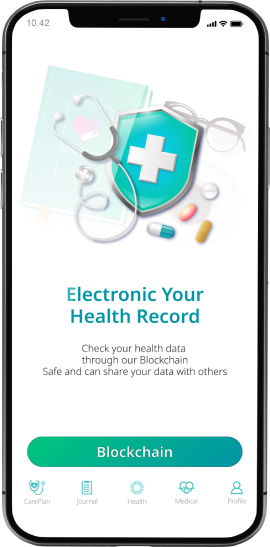 10.42
Electronic Your
Health Record
Check your health data
through our Blockchain
Safe and can share your data with others
Blockchain
CarePlan Journal Health Medical Profile